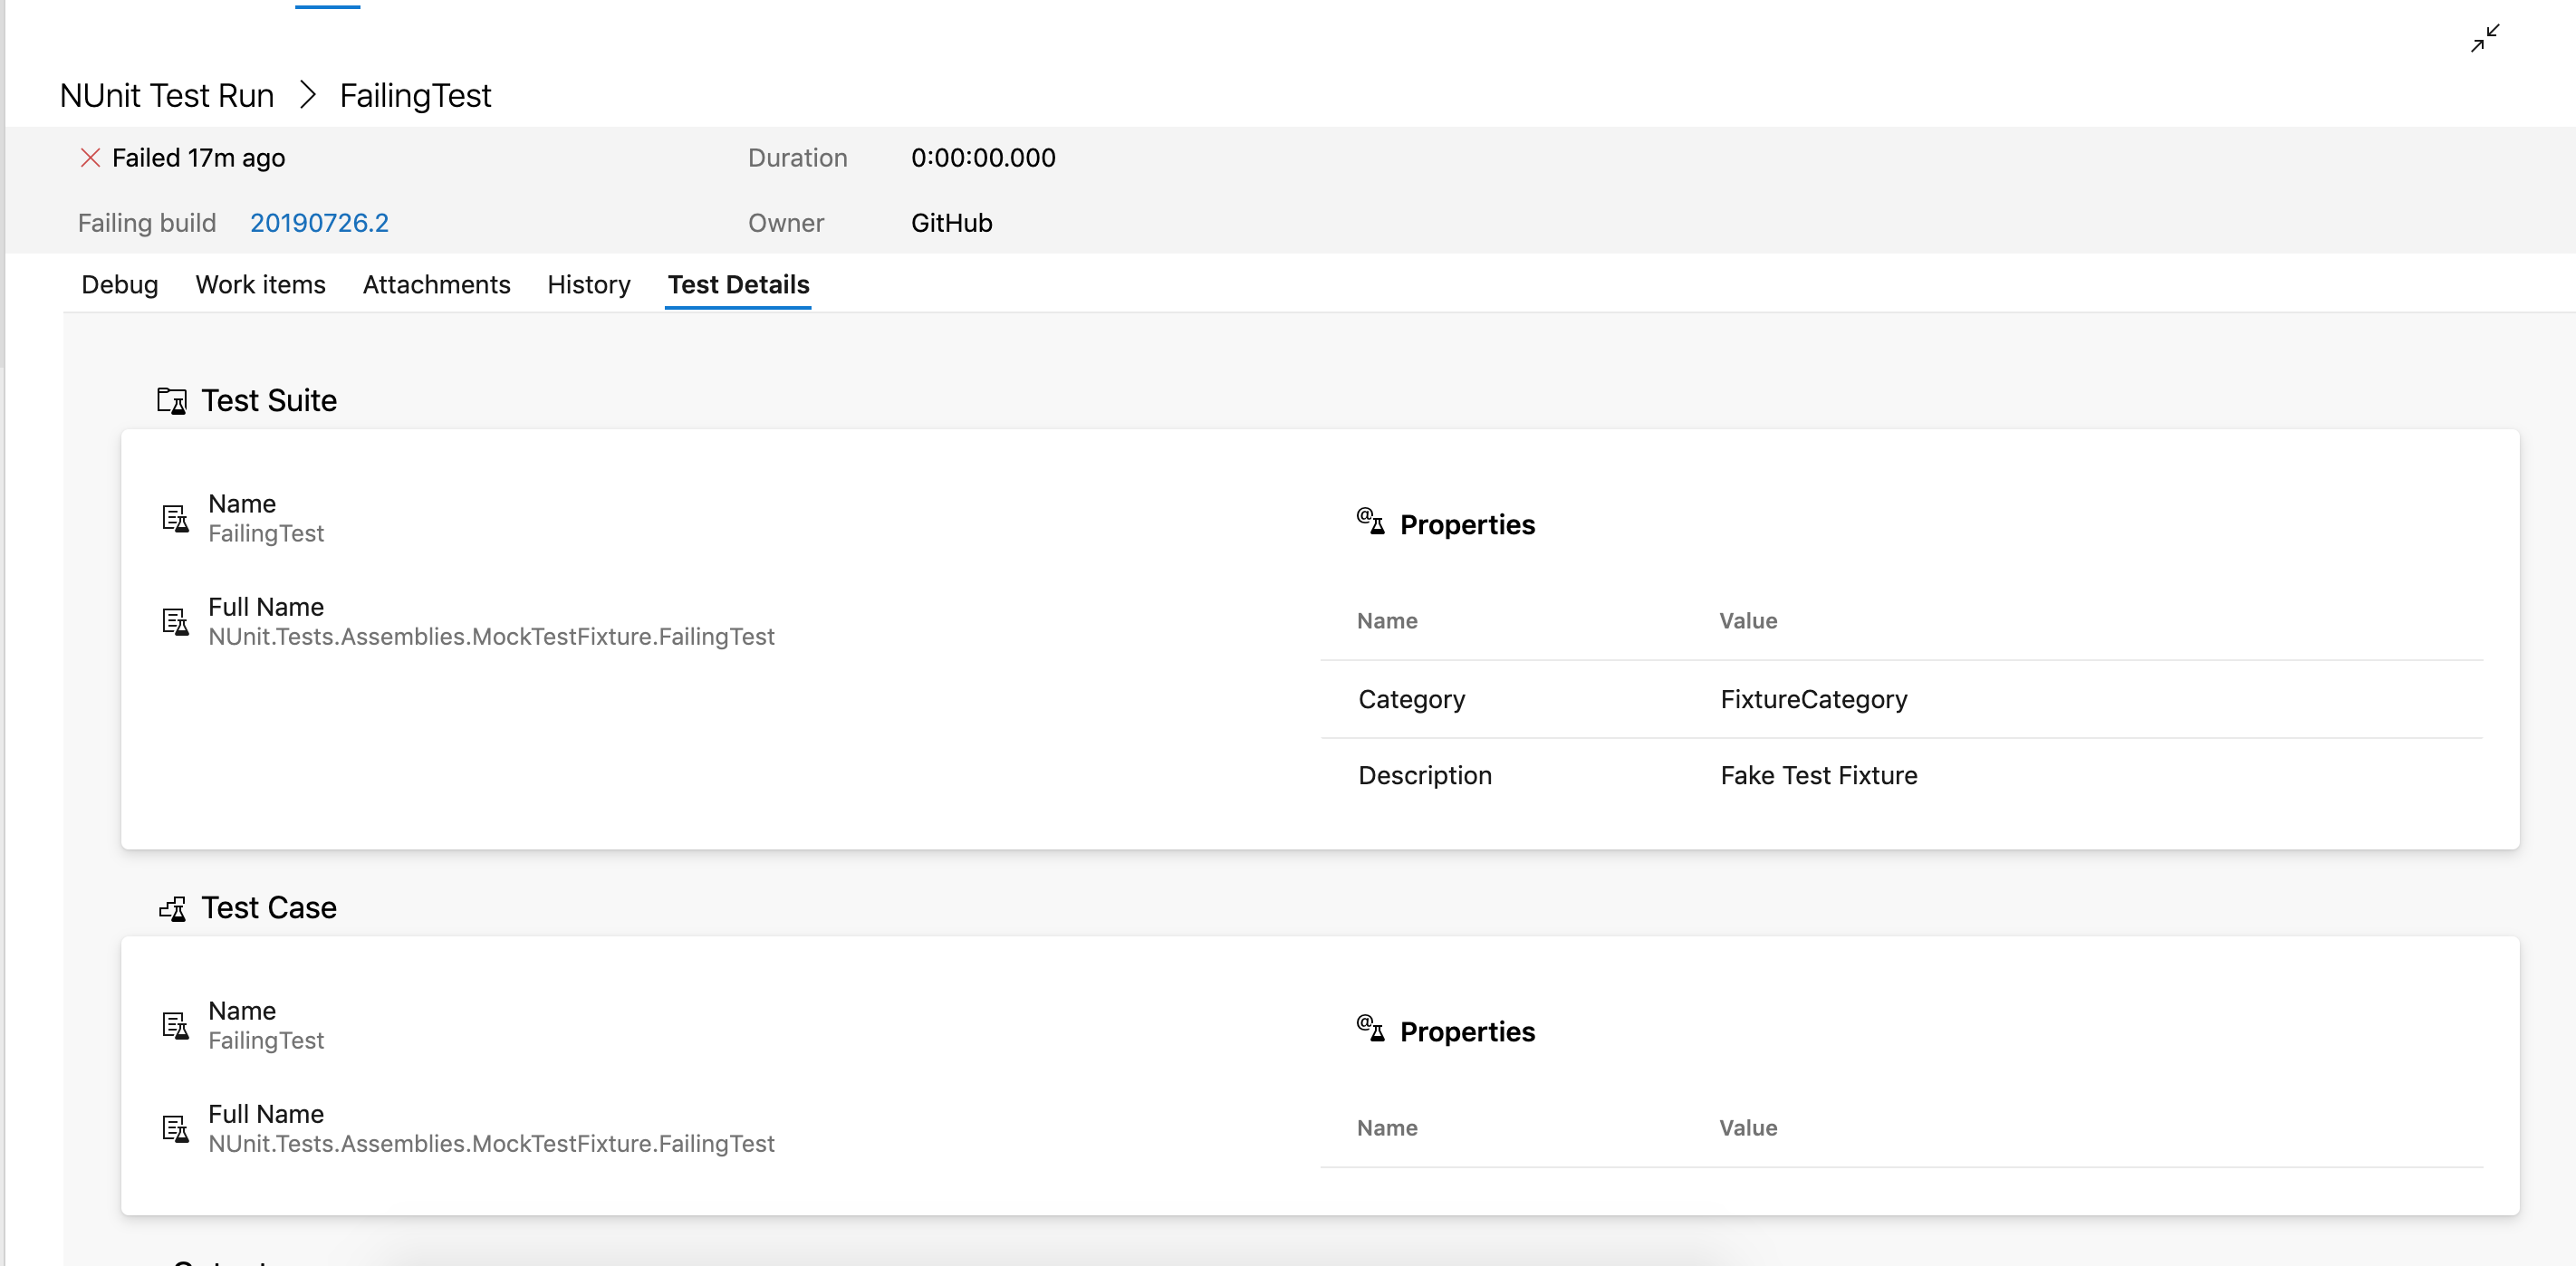 NUnit Test Run > FailingTest
Failed 17m ago Duration 0:00:00.000
Failing build 20190726.2 Owner GitHub
Debug Work items Attachments History Test Details
Test Suite
Name
FailingTest
Full Name
NUnit.Tests.Assemblies.MockTestFixture.FailingTest
Properties
Name Value
Category FixtureCategory
Description Fake Test Fixture
Test Case
Name
FailingTest
Full Name
NUnit.Tests.Assemblies.MockTestFixture.FailingTest
Properties
Name Value